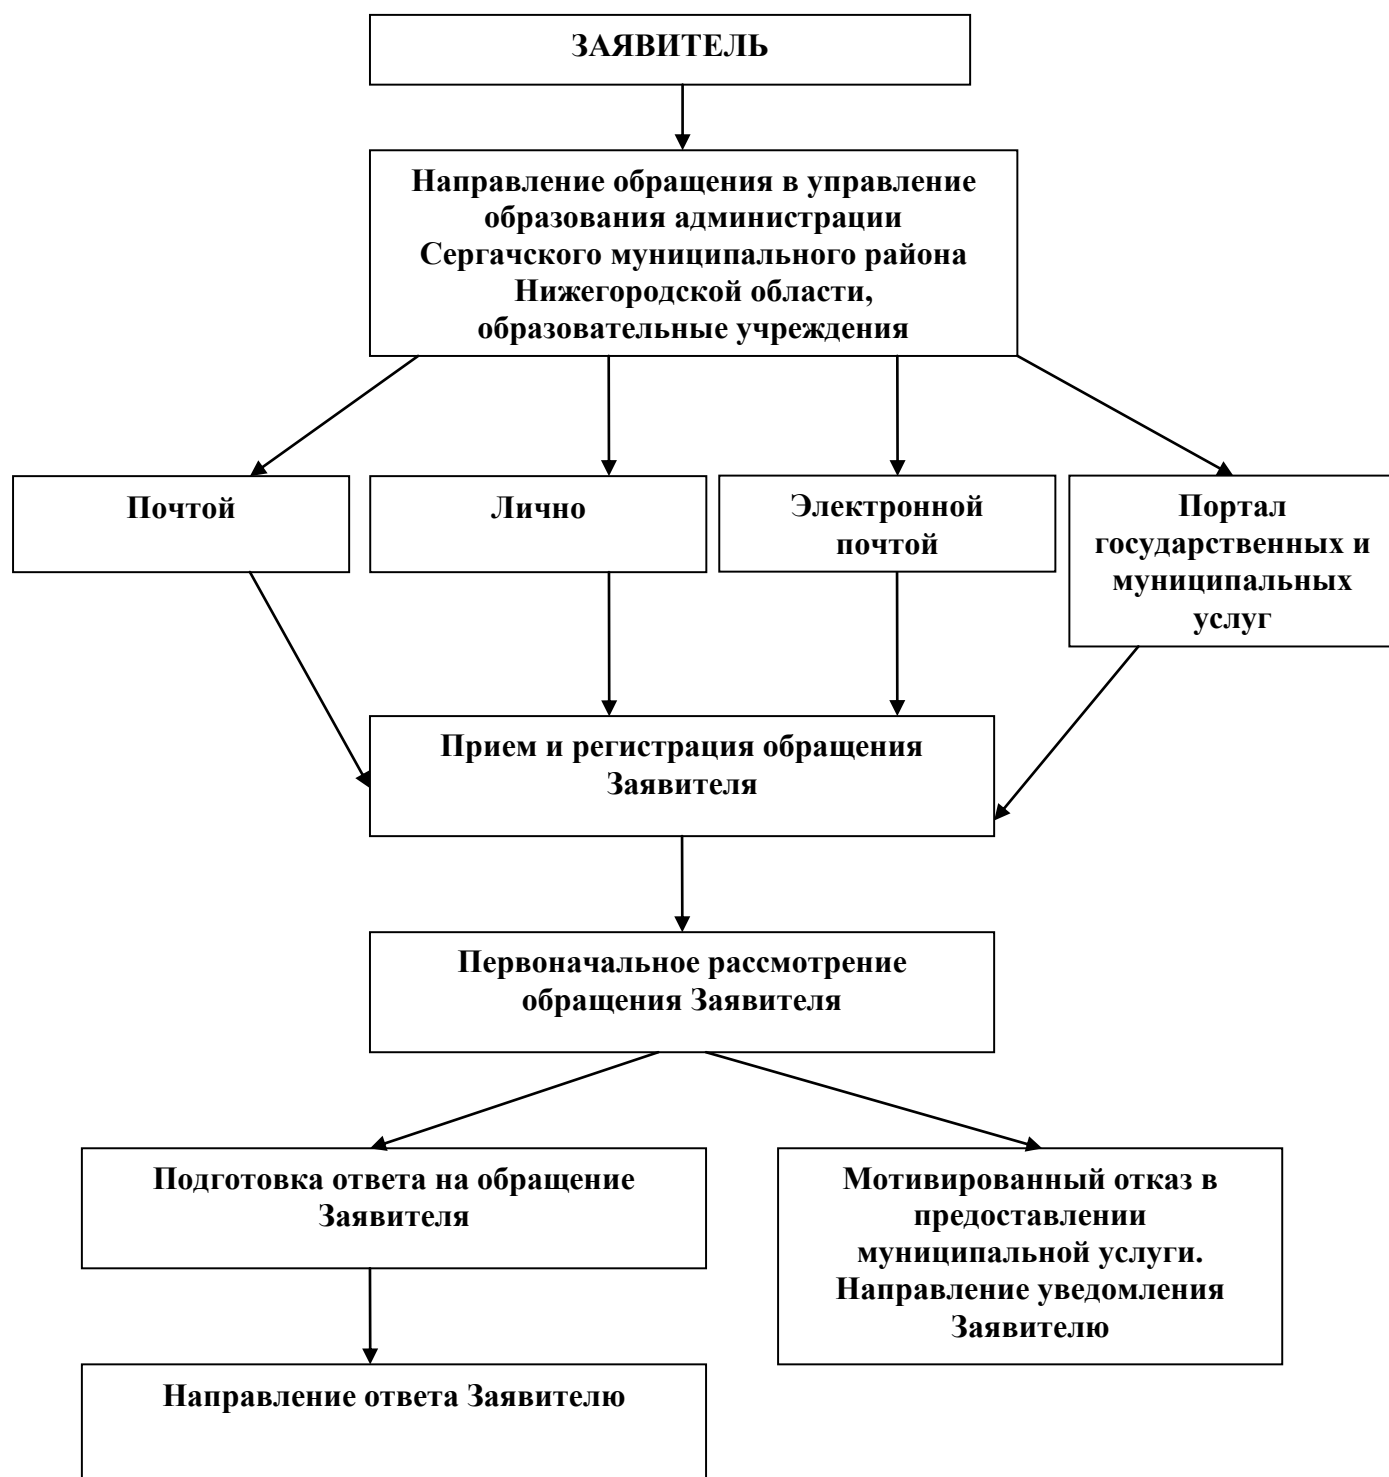 ЗАЯВИТЕЛЬ
Направление обращения в управление
образования администрации
Сергачского муниципального района
Нижегородской области,
образовательные учреждения
Почтой
Лично
Электронной
почтой
Портал
государственных и
муниципальных
услуг
Прием и регистрация обращения
Заявителя
Первоначальное рассмотрение
обращения Заявителя
Подготовка ответа на обращение
Заявителя
Мотивированный отказ в
предоставлении
муниципальной услуги.
Направление уведомления
Заявителю
Направление ответа Заявителю